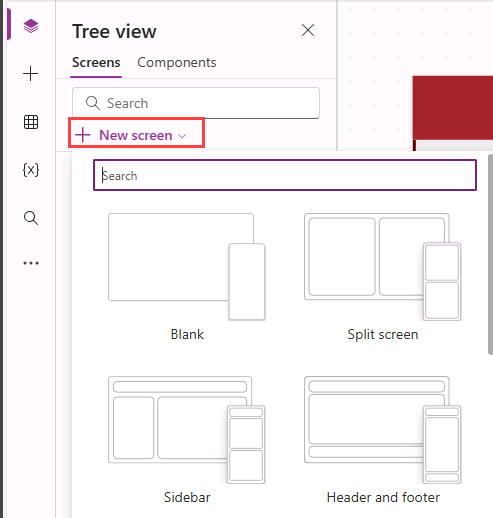 Tree view
Screens Components
Search
New screen
Search
Blank Split screen
Sidebar Header and footer